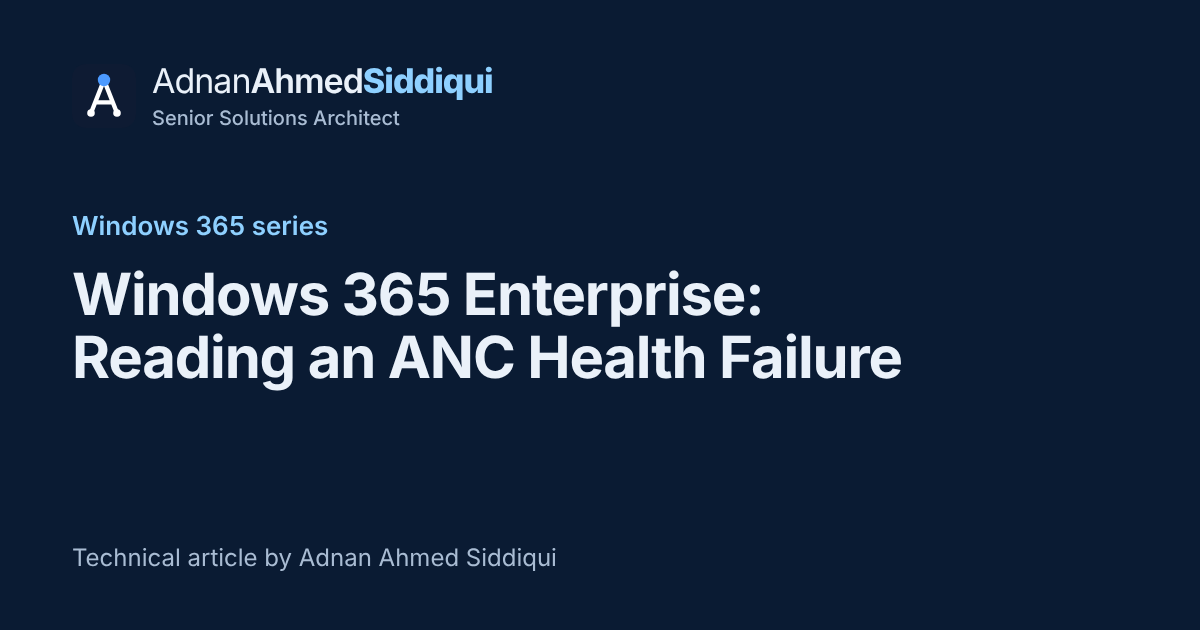 AdnanAhmedSiddiqui
Senior Solutions Architect
Windows 365 series
Windows 365 Enterprise:
Reading an ANC Health Failure
Technical article by Adnan Ahmed Siddiqui